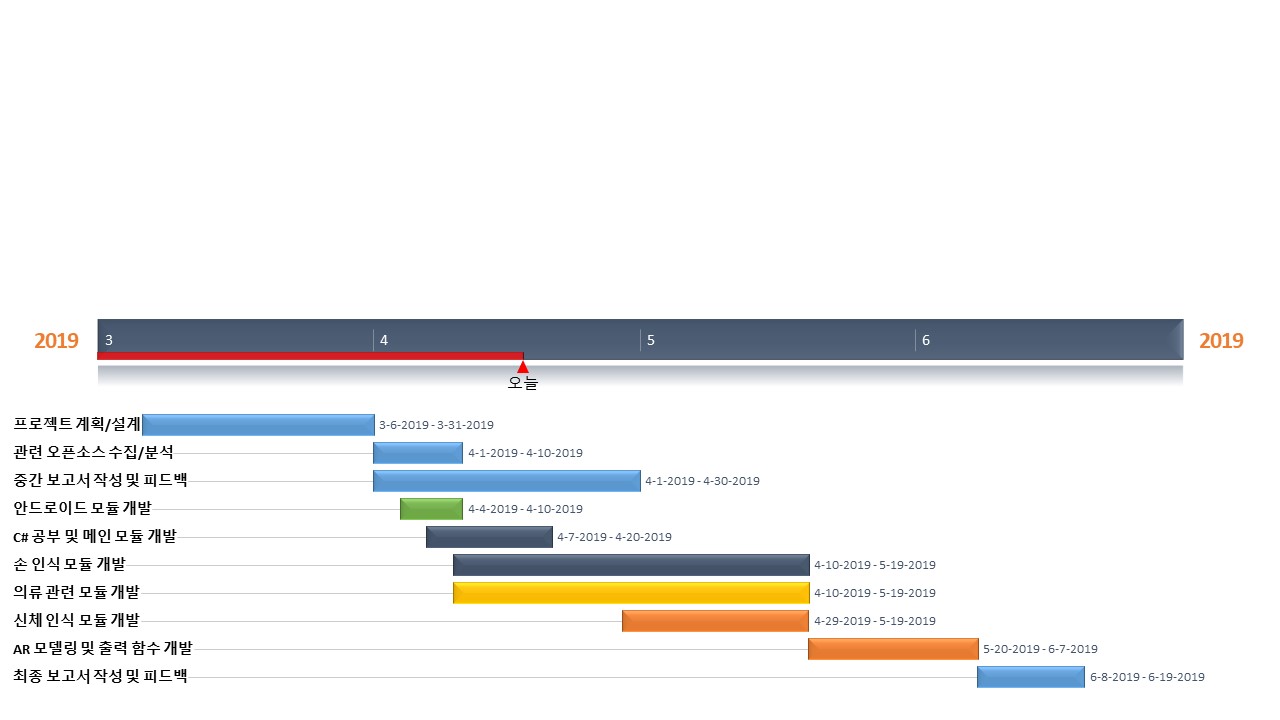 2019 3 4 5 6 2019
오늘
프로젝트 계획/설계 3-6-2019 - 3-31-2019
관련 오픈소스 수집/분석 4-1-2019 - 4-10-2019
중간 보고서 작성 및 피드백 4-1-2019 - 4-30-2019
안드로이드 모듈 개발 4-4-2019 - 4-10-2019
C# 공부 및 메인 모듈 개발 4-7-2019 - 4-20-2019
손 인식 모듈 개발 4-10-2019 - 5-19-2019
의류 관련 모듈 개발 4-10-2019 - 5-19-2019
신체 인식 모듈 개발 4-29-2019 - 5-19-2019
AR 모델링 및 출력 함수 개발 5-20-2019 - 6-7-2019
최종 보고서 작성 및 피드백 6-8-2019 - 6-19-2019